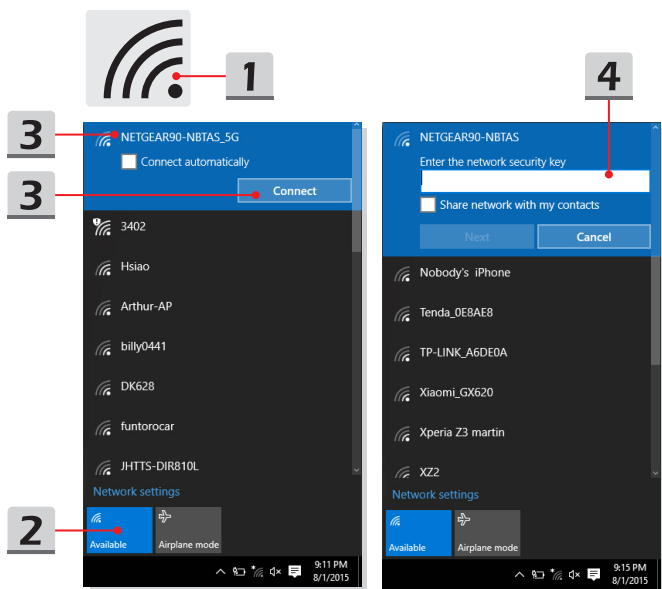 1
3
NETGEAR90-NBTAS_5G
Connect automatically
3
Connect
3402
Hsiao
Arthur-AP
billy0441
DK628
funtorocar
JHTTS-DIR810L
Network settings
2
Available
Airplane mode
9:11 PM
8/1/2015
4
NETGEAR90-NBTAS
Enter the network security key
Share network with my contacts
Next
Cancel
Nobody's iPhone
Tenda_0E8AE8
TP-LINK_A6DE0A
Xiaomi_GX620
Xperia Z3 martin
XZ2
Network settings
Available
Airplane mode
9:15 PM
8/1/2015